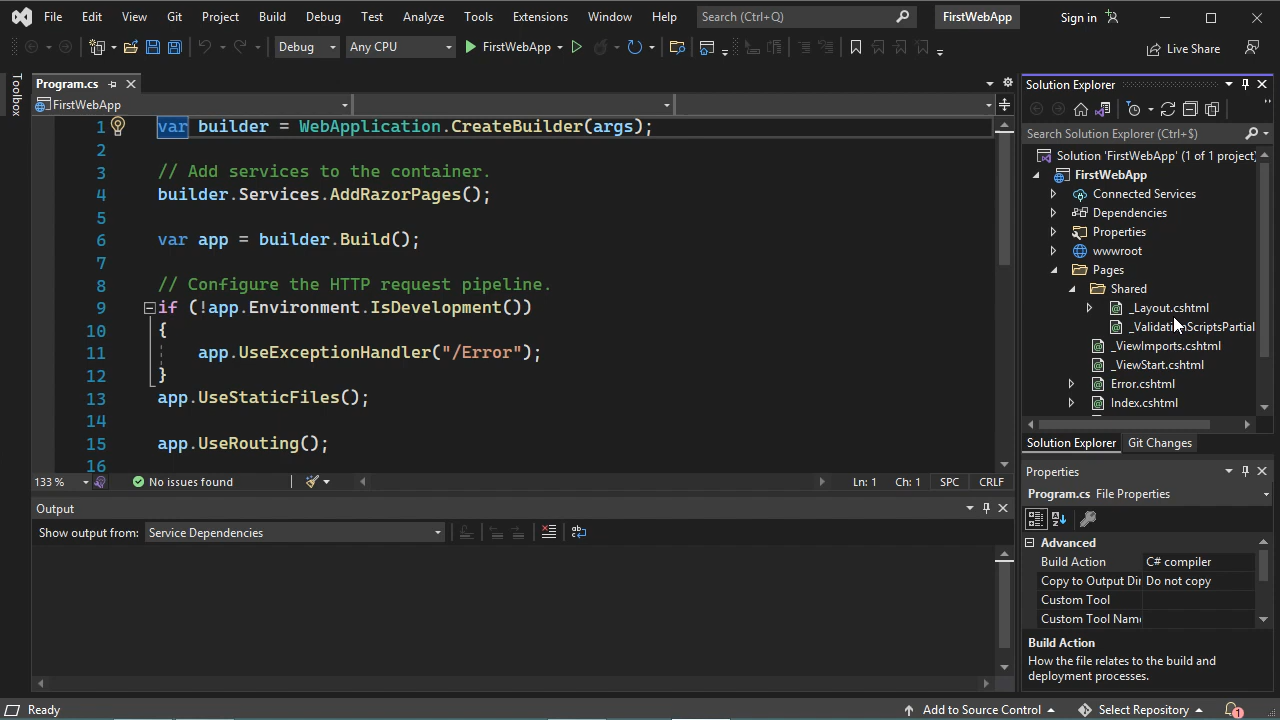 File Edit View Git Project Build Debug Test Analyze Tools Extensions Window Help Search (Ctrl+Q) FirstWebApp Sign in
Debug Any CPU FirstWebApp Live Share
Toolbox
Program.cs
FirstWebApp
1 var builder = WebApplication.CreateBuilder(args);
2
3 // Add services to the container.
4 builder.Services.AddRazorPages();
5
6 var app = builder.Build();
7
8 // Configure the HTTP request pipeline.
9 if (!app.Environment.IsDevelopment())
10 {
11 app.UseExceptionHandler("/Error");
12 }
13 app.UseStaticFiles();
14
15 app.UseRouting();
16
133 % No issues found Ln: 1 Ch: 1 SPC CRLF
Output
Show output from: Service Dependencies
Solution Explorer
Search Solution Explorer (Ctrl+$)
Solution 'FirstWebApp' (1 of 1 project)
FirstWebApp
Connected Services
Dependencies
Properties
wwwroot
Pages
Shared
_Layout.cshtml
_ValidationScriptsPartial
_ViewImports.cshtml
_ViewStart.cshtml
Error.cshtml
Index.cshtml
Solution Explorer Git Changes
Properties
Program.cs File Properties
Advanced
Build Action C# compiler
Copy to Output Dir Do not copy
Custom Tool
Custom Tool Name
Build Action
How the file relates to the build and
deployment processes.
Ready Add to Source Control Select Repository 1